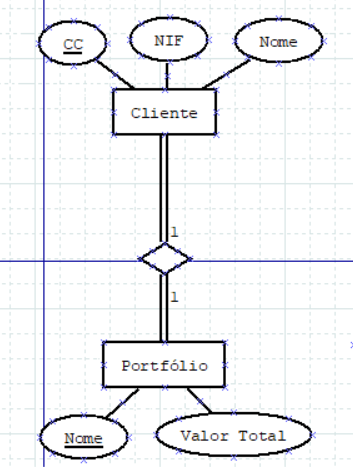 CC
NIF
Nome
Cliente
1
1
Portfólio
Nome
Valor Total